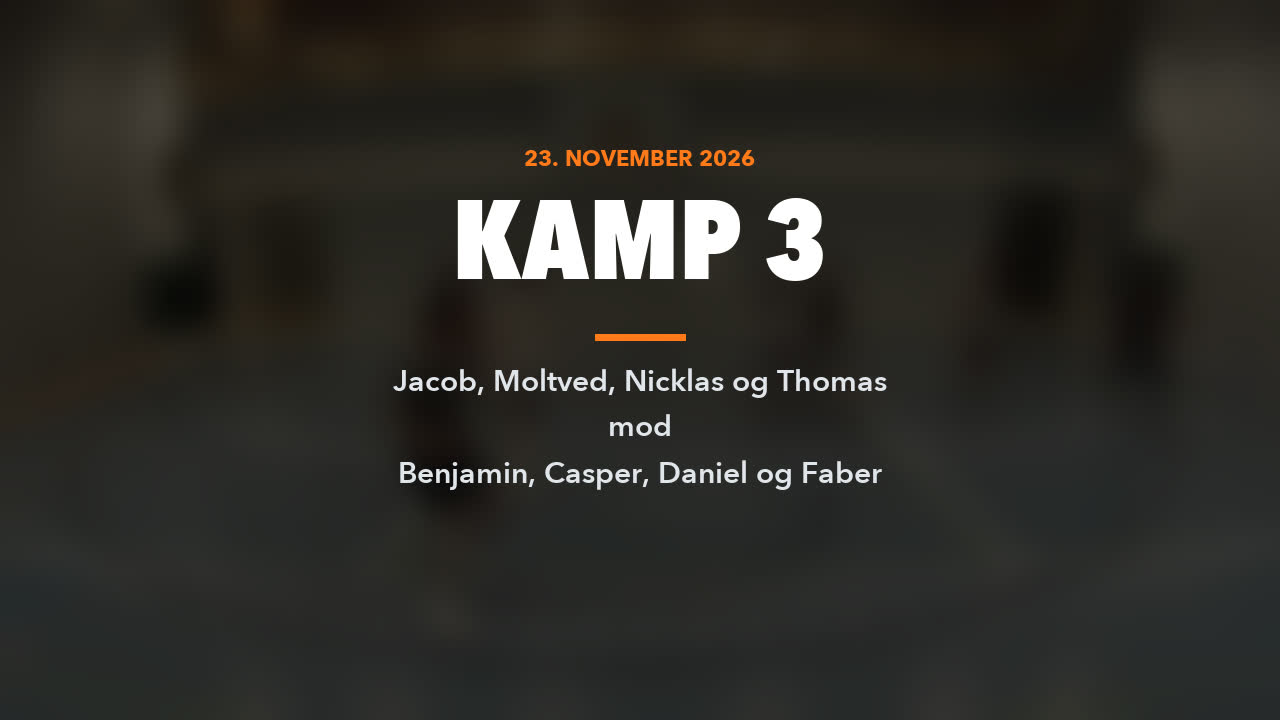 23. NOVEMBER 2026
KAMP 3
Jacob, Moltved, Nicklas og Thomas
mod
Benjamin, Casper, Daniel og Faber